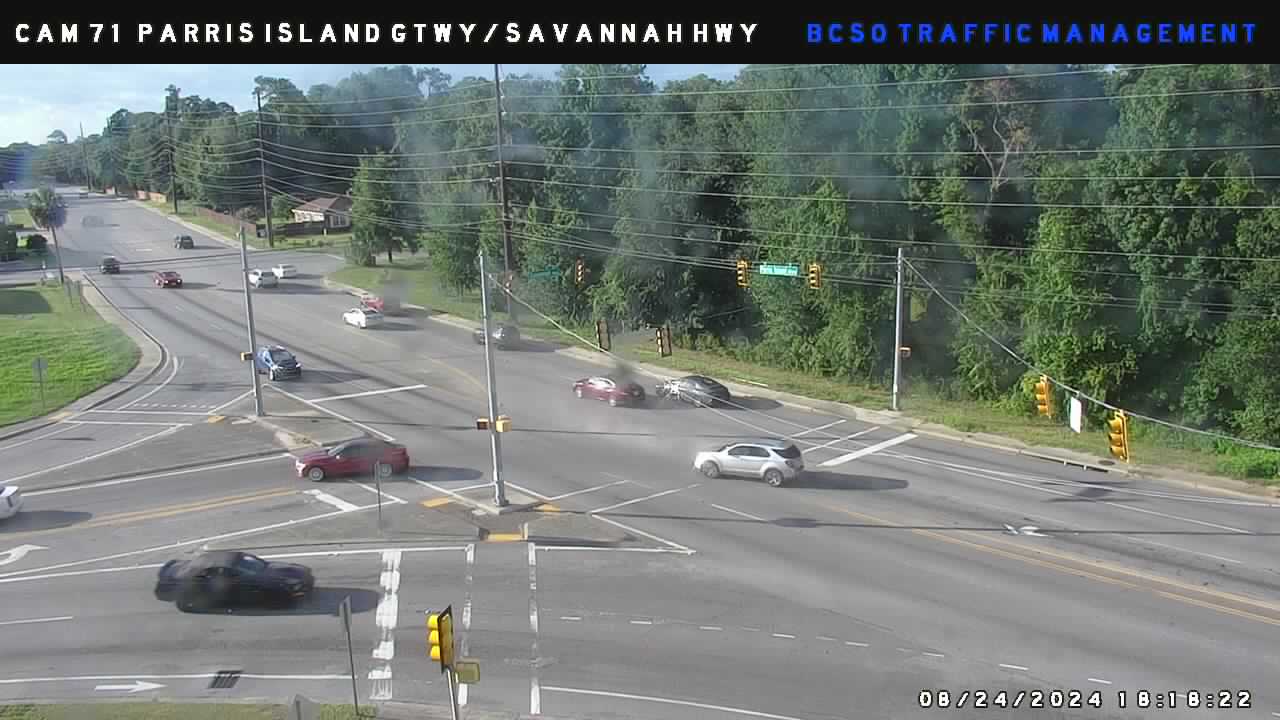 CAM 71 PARRIS ISLAND GTWY/SAVANNAH HWY BCSO TRAFFIC MANAGEMENT
08/24/2024 18:18:22